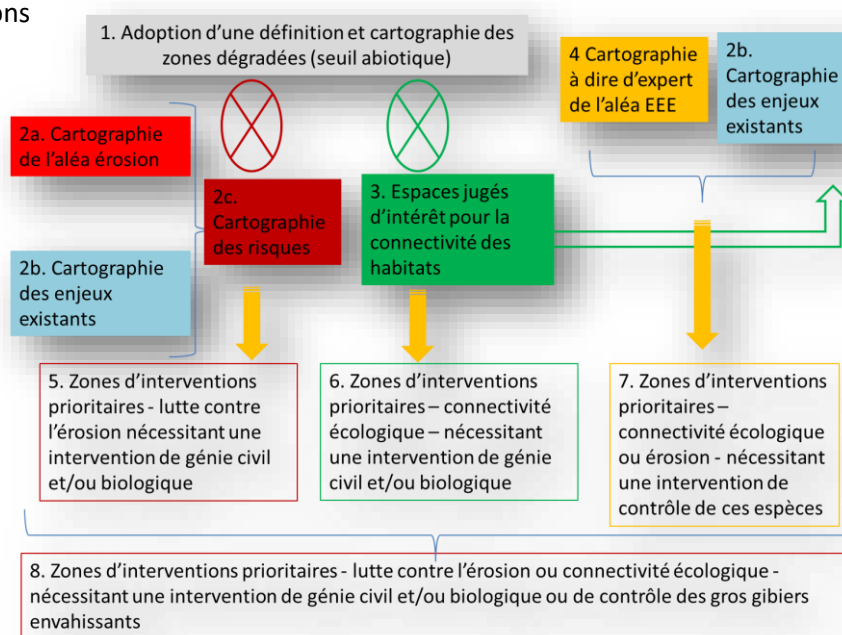 ons
1. Adoption d'une définition et cartographie des
zones dégradées (seuil abiotique)
4 Cartographie
à dire d'expert
de l'aléa EEE
2b.
Cartographie
des enjeux
existants
2a. Cartographie
de l'aléa érosion
2c.
Cartographie
des risques
3. Espaces jugés
d'intérêt pour la
connectivité des
habitats
2b. Cartographie
des enjeux
existants
5. Zones d'interventions
prioritaires - lutte contre
l'érosion nécessitant une
intervention de génie civil
et/ou biologique
6. Zones d'interventions
prioritaires – connectivité
écologique – nécessitant
une intervention de génie
civil et/ou biologique
7. Zones d'interventions
prioritaires –
connectivité écologique
ou érosion - nécessitant
une intervention de
contrôle de ces espèces
8. Zones d'interventions prioritaires - lutte contre l'érosion ou connectivité écologique -
nécessitant une intervention de génie civil et/ou biologique ou de contrôle des gros gibiers
envahissants